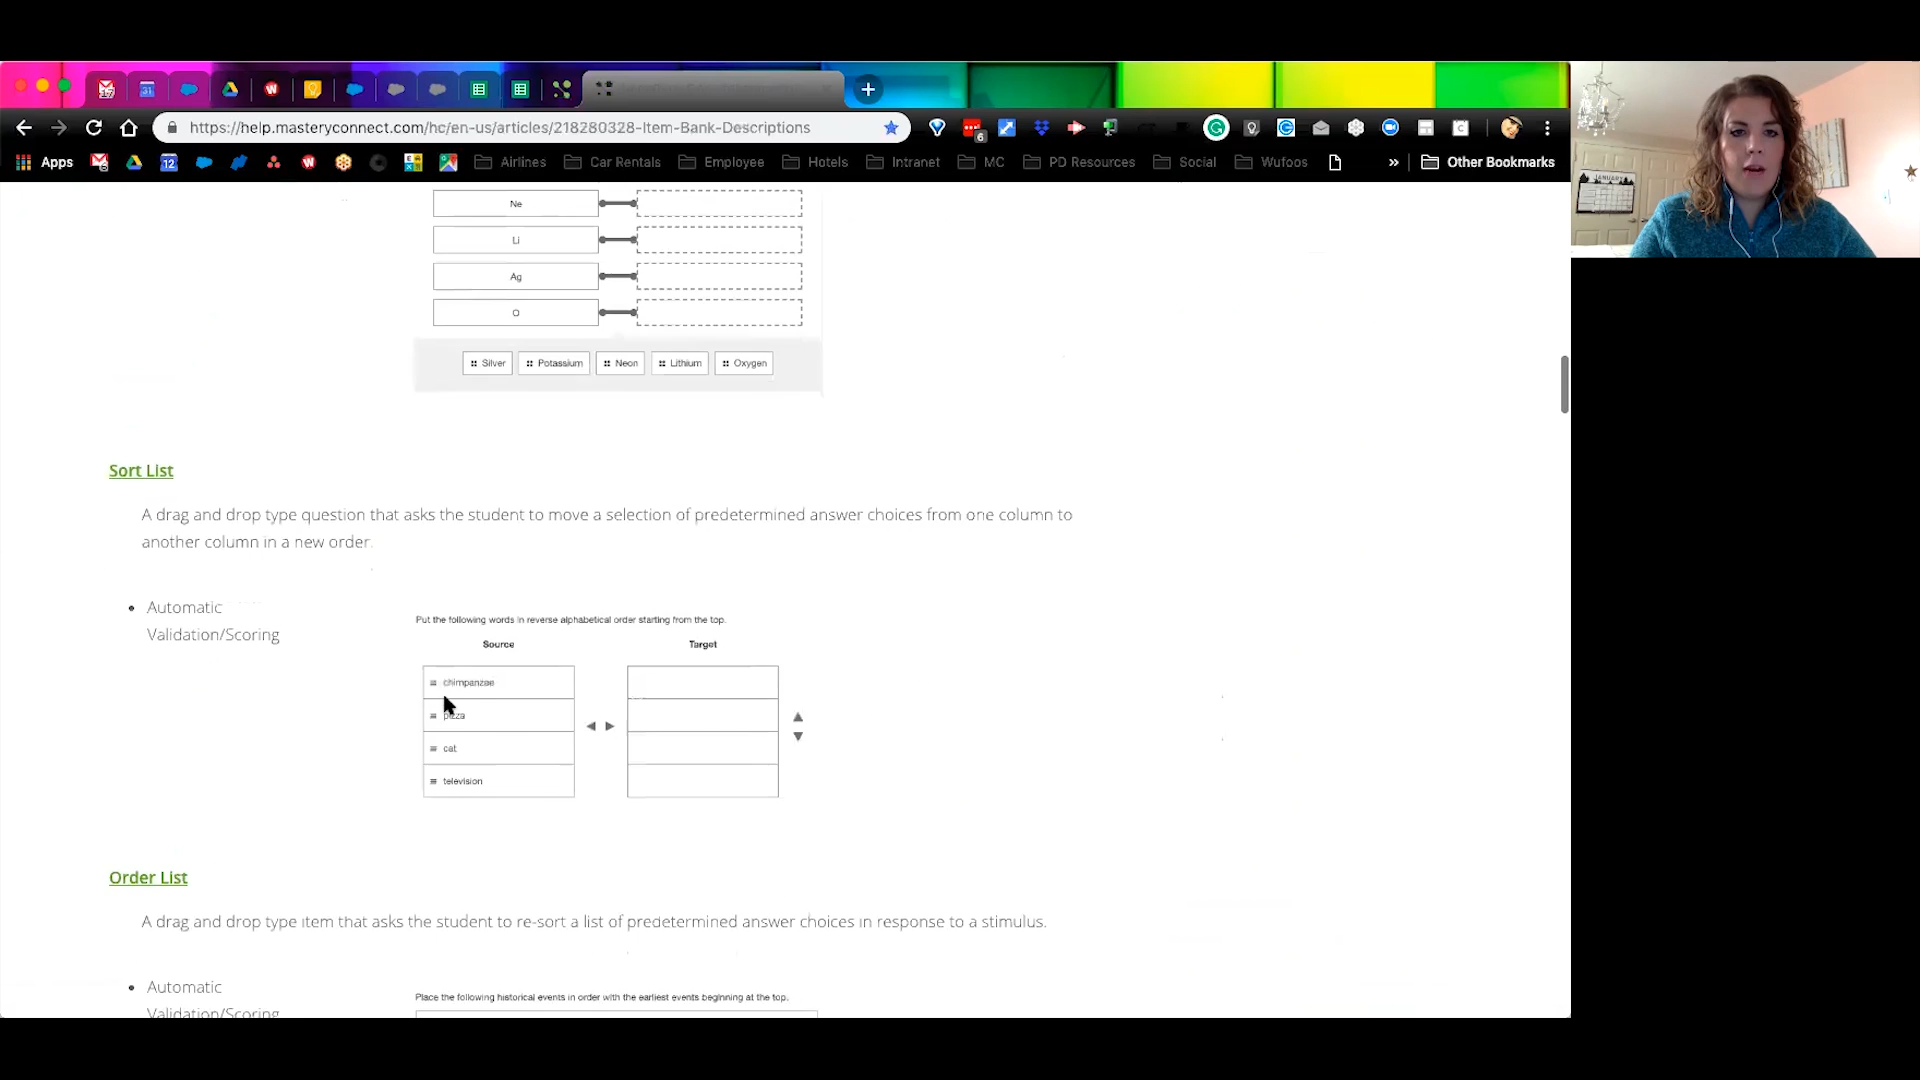 https://help.masteryconnect.com/hc/en-us/articles/218280328-Item-Bank-Descriptions
Apps
Airlines
Car Rentals
Employee
Hotels
Intranet
MC
PD Resources
Social
Wufoos
»
Other Bookmarks
JANUARY
Ne
Li
Ag
O
Silver
Potassium
Neon
Lithium
Oxygen
Sort List
A drag and drop type question that asks the student to move a selection of predetermined answer choices from one column to
another column in a new order.
• Automatic
Validation/Scoring
Put the following words in reverse alphabetical order starting from the top.
Source
Target
chimpanzee
pizza
cat
television
Order List
A drag and drop type item that asks the student to re-sort a list of predetermined answer choices in response to a stimulus.
• Automatic
Validation/Scoring
Place the following historical events in order with the earliest events beginning at the top.